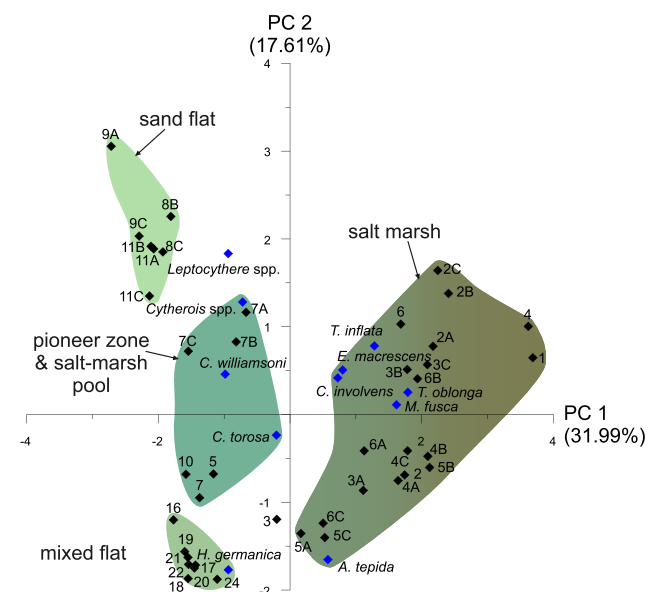 PC 2
(17.61%)
4
sand flat
9A
3
8B
9C
salt marsh
11B
8C
11A
2
Leptocythere spp.
2C
11C
2B
Cytherois spp.
7A
6
4
1
T. inflata
pioneer zone
& salt-marsh
pool
7C
7B
2A
E. macrescens
1
C. williamsoni
3B
3C
6B
C. involvens
T. oblonga
M. fusca
PC 1
(31.99%)
-4
-2
2
4
C. torosa
6A
4B
4C
5B
10
5
2
3A
4A
7
-1
16
3
6C
5A
5C
mixed flat
19
H. germanica
21
17
A. tepida
22
18
20
24
-2